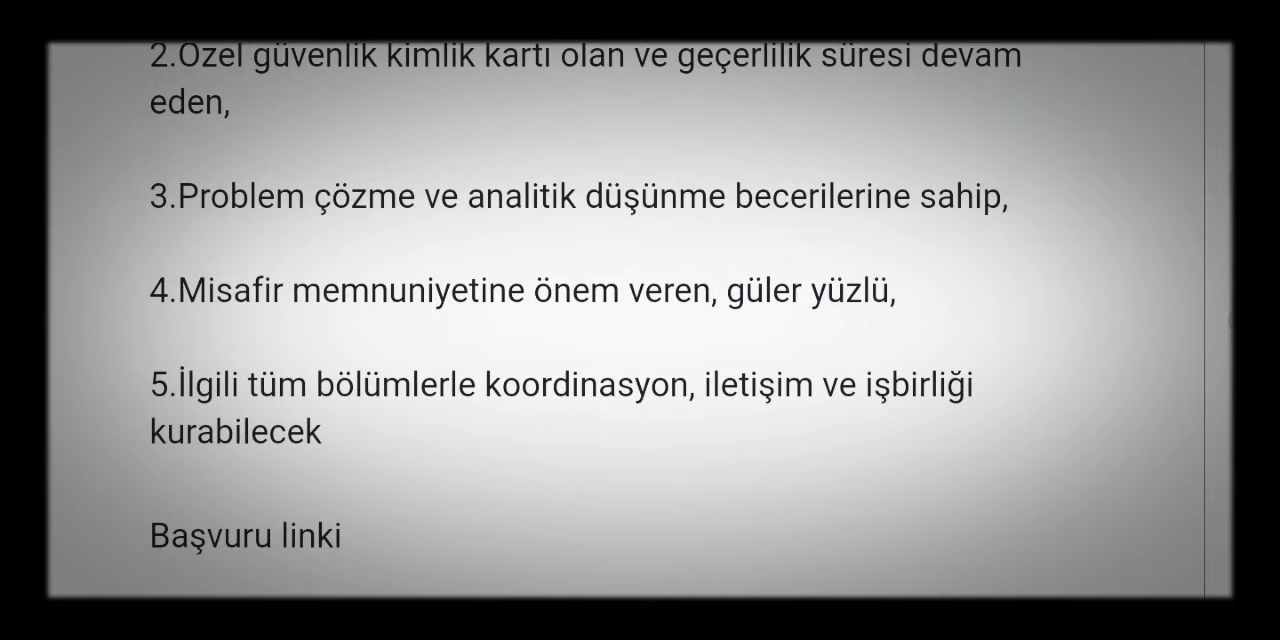 2.Özel güvenlik kimlik kartı olan ve geçerlilik süresi devam
eden,
3.Problem çözme ve analitik düşünme becerilerine sahip,
4.Misafir memnuniyetine önem veren, güler yüzlü,
5.İlgili tüm bölümlerle koordinasyon, iletişim ve işbirliği
kurabilecek
Başvuru linki